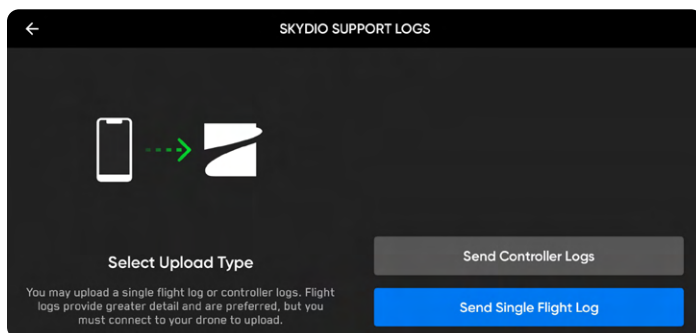 SKYDIO SUPPORT LOGS
Select Upload Type
You may upload a single flight log or controller logs. Flight
logs provide greater detail and are preferred, but you
must connect to your drone to upload.
Send Controller Logs
Send Single Flight Log